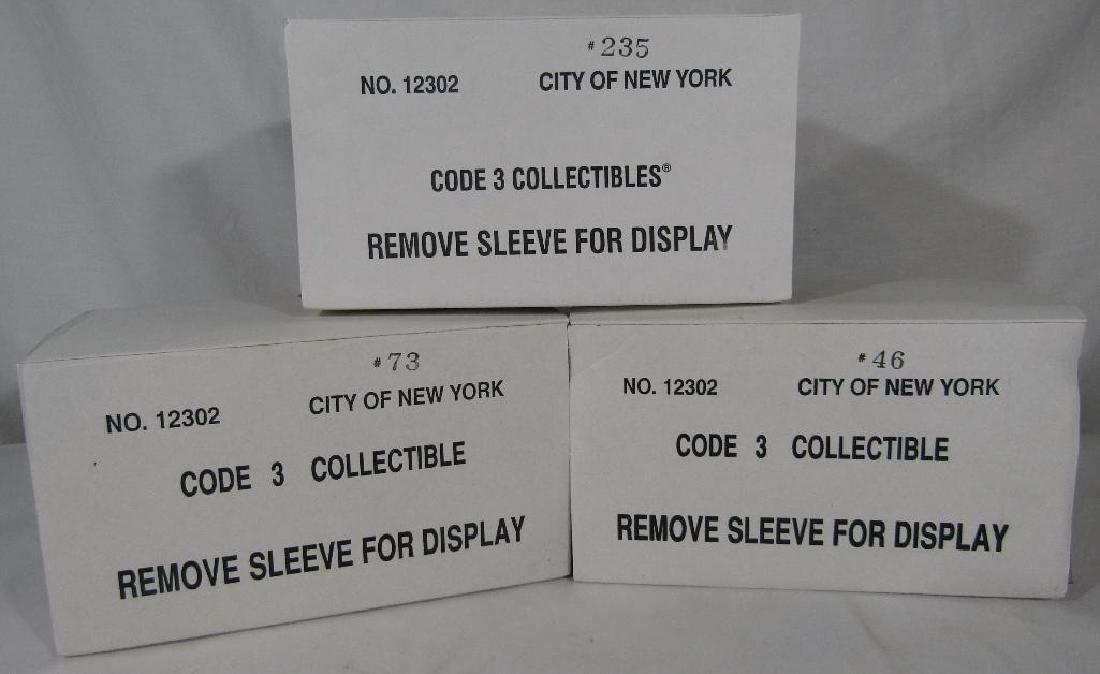 #235
NO. 12302 CITY OF NEW YORK
CODE 3 COLLECTIBLES®
REMOVE SLEEVE FOR DISPLAY
#73
NO. 12302 CITY OF NEW YORK
CODE 3 COLLECTIBLE
REMOVE SLEEVE FOR DISPLAY
#46
NO. 12302 CITY OF NEW YORK
CODE 3 COLLECTIBLE
REMOVE SLEEVE FOR DISPLAY